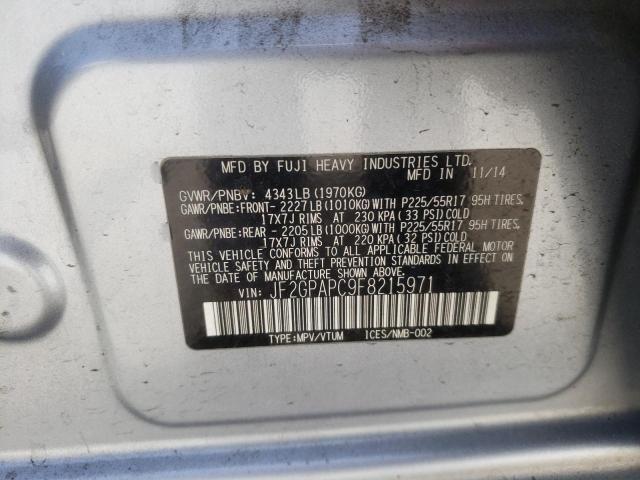 MFD BY FUJI HEAVY INDUSTRIES LTD.
MFD IN 11/14
GVWR/PNBV: 4343LB(1970KG)
GAWR/PNBE:FRONT- 2227LB(1010KG)WITH P225/55R17 95H TIRES,
17X7J RIMS AT 230 KPA(33 PSI)COLD
GAWR/PNBE:REAR - 2205LB(1000KG)WITH P225/55R17 95H TIRES,
17X7J RIMS AT 220 KPA(32 PSI)COLD
THIS VEHICLE CONFORMS TO ALL APPLICABLE FEDERAL MOTOR
VEHICLE SAFETY AND BUMPER STANDARDS IN EFFECT ON
THE DATE OF MANUFACTURE SHOWN ABOVE.
VIN: JF2GPAPC9F8215971
TYPE:MPV/VTUM ICES/NMB-002